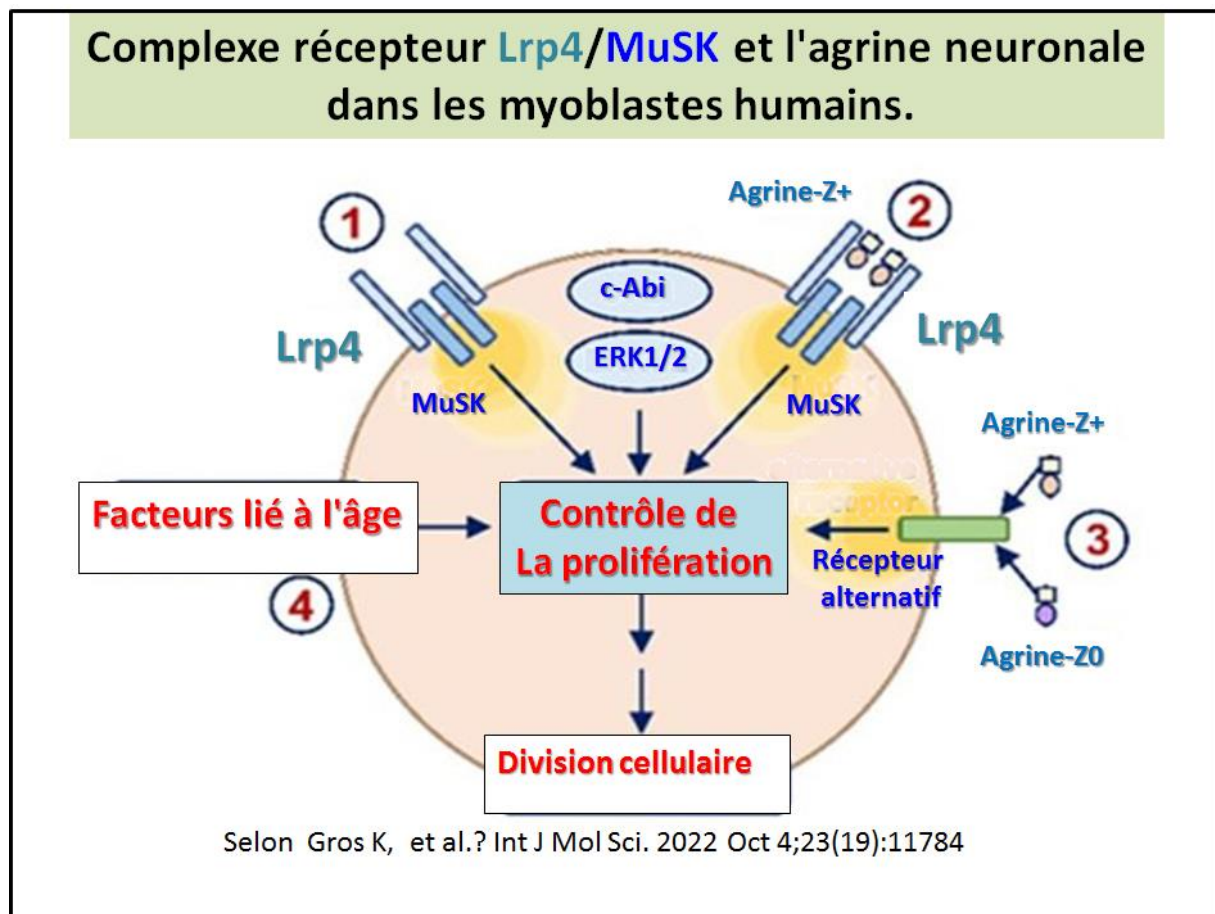 Complexe récepteur Lrp4/MuSK et l'agrine neuronale
dans les myoblastes humains.
1
Agrine-Z+
2
c-Abi
Lrp4
Lrp4
ERK1/2
MuSK
MuSK
Agrine-Z+
alternative
receptor
Facteurs lié à l'âge
Contrôle de
La prolifération
Récepteur
alternatif
3
4
Agrine-Z0
Division cellulaire
Selon Gros K, et al.? Int J Mol Sci. 2022 Oct 4;23(19):11784